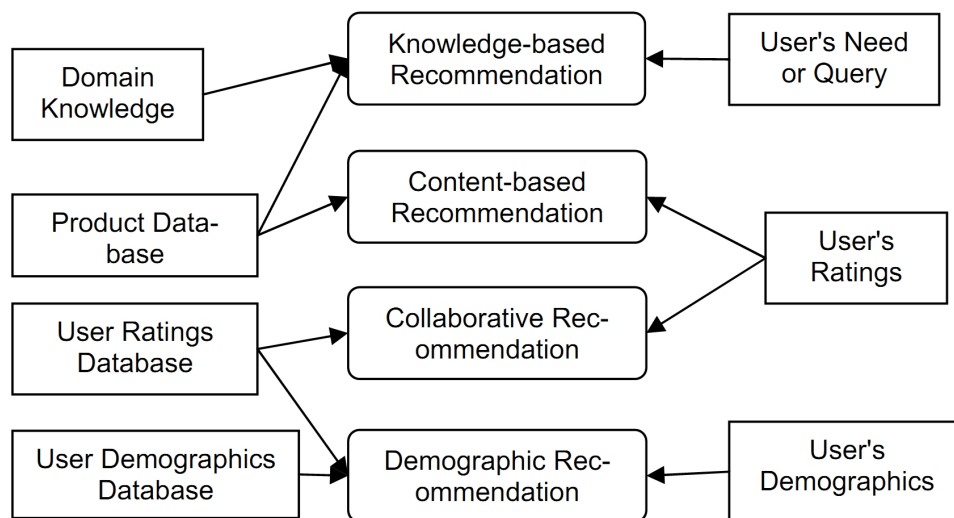 Knowledge-based
Recommendation
User's Need
or Query
Domain
Knowledge
Content-based
Recommendation
Product Data-
base
User's
Ratings
User Ratings
Database
Collaborative Rec-
ommendation
User Demographics
Database
Demographic Rec-
ommendation
User's
Demographics